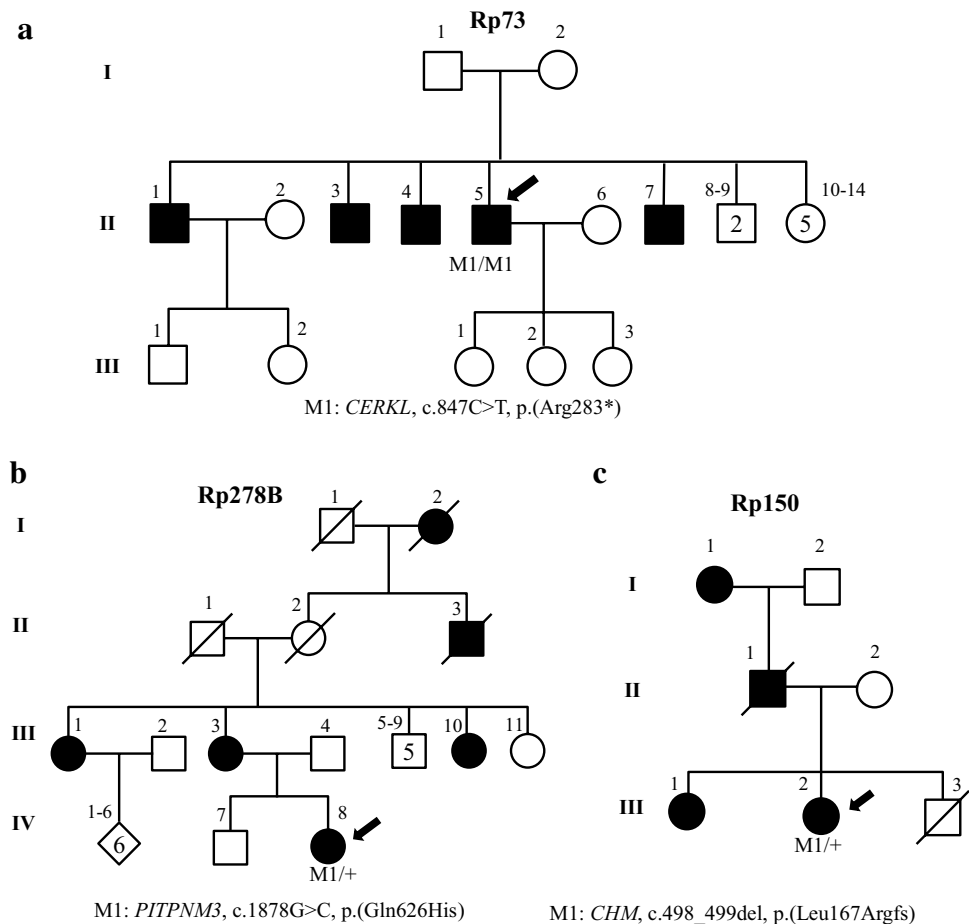 a
Rp73
1 2
I
1 2 3 4 5 6 7 8-9 10-14
II
2 5
M1/M1
1 2 1 2 3
III
M1: CERKL, c.847C>T, p.(Arg283*)
b
Rp278B
1 2
I
1 2 3
II
1 2 3 4 5-9 10 11
III
5
1-6 7 8
IV
6
M1/+
M1: PITPNM3, c.1878G>C, p.(Gln626His)
c
Rp150
1 2
I
1 2
II
1 2 3
III
M1/+
M1: CHM, c.498_499del, p.(Leu167Argfs)